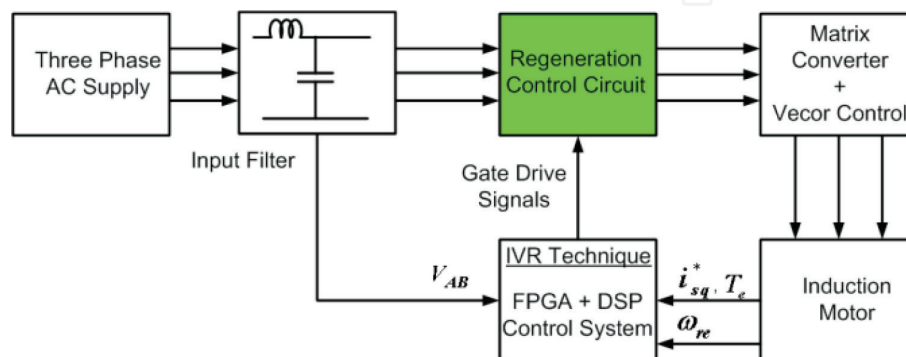 Three Phase
AC Supply
Input Filter
Regeneration
Control Circuit
Matrix
Converter
+
Vecor Control
Gate Drive
Signals
V_AB
IVR Technique
FPGA + DSP
Control System
i*_sq, T_e
ω_re
Induction
Motor